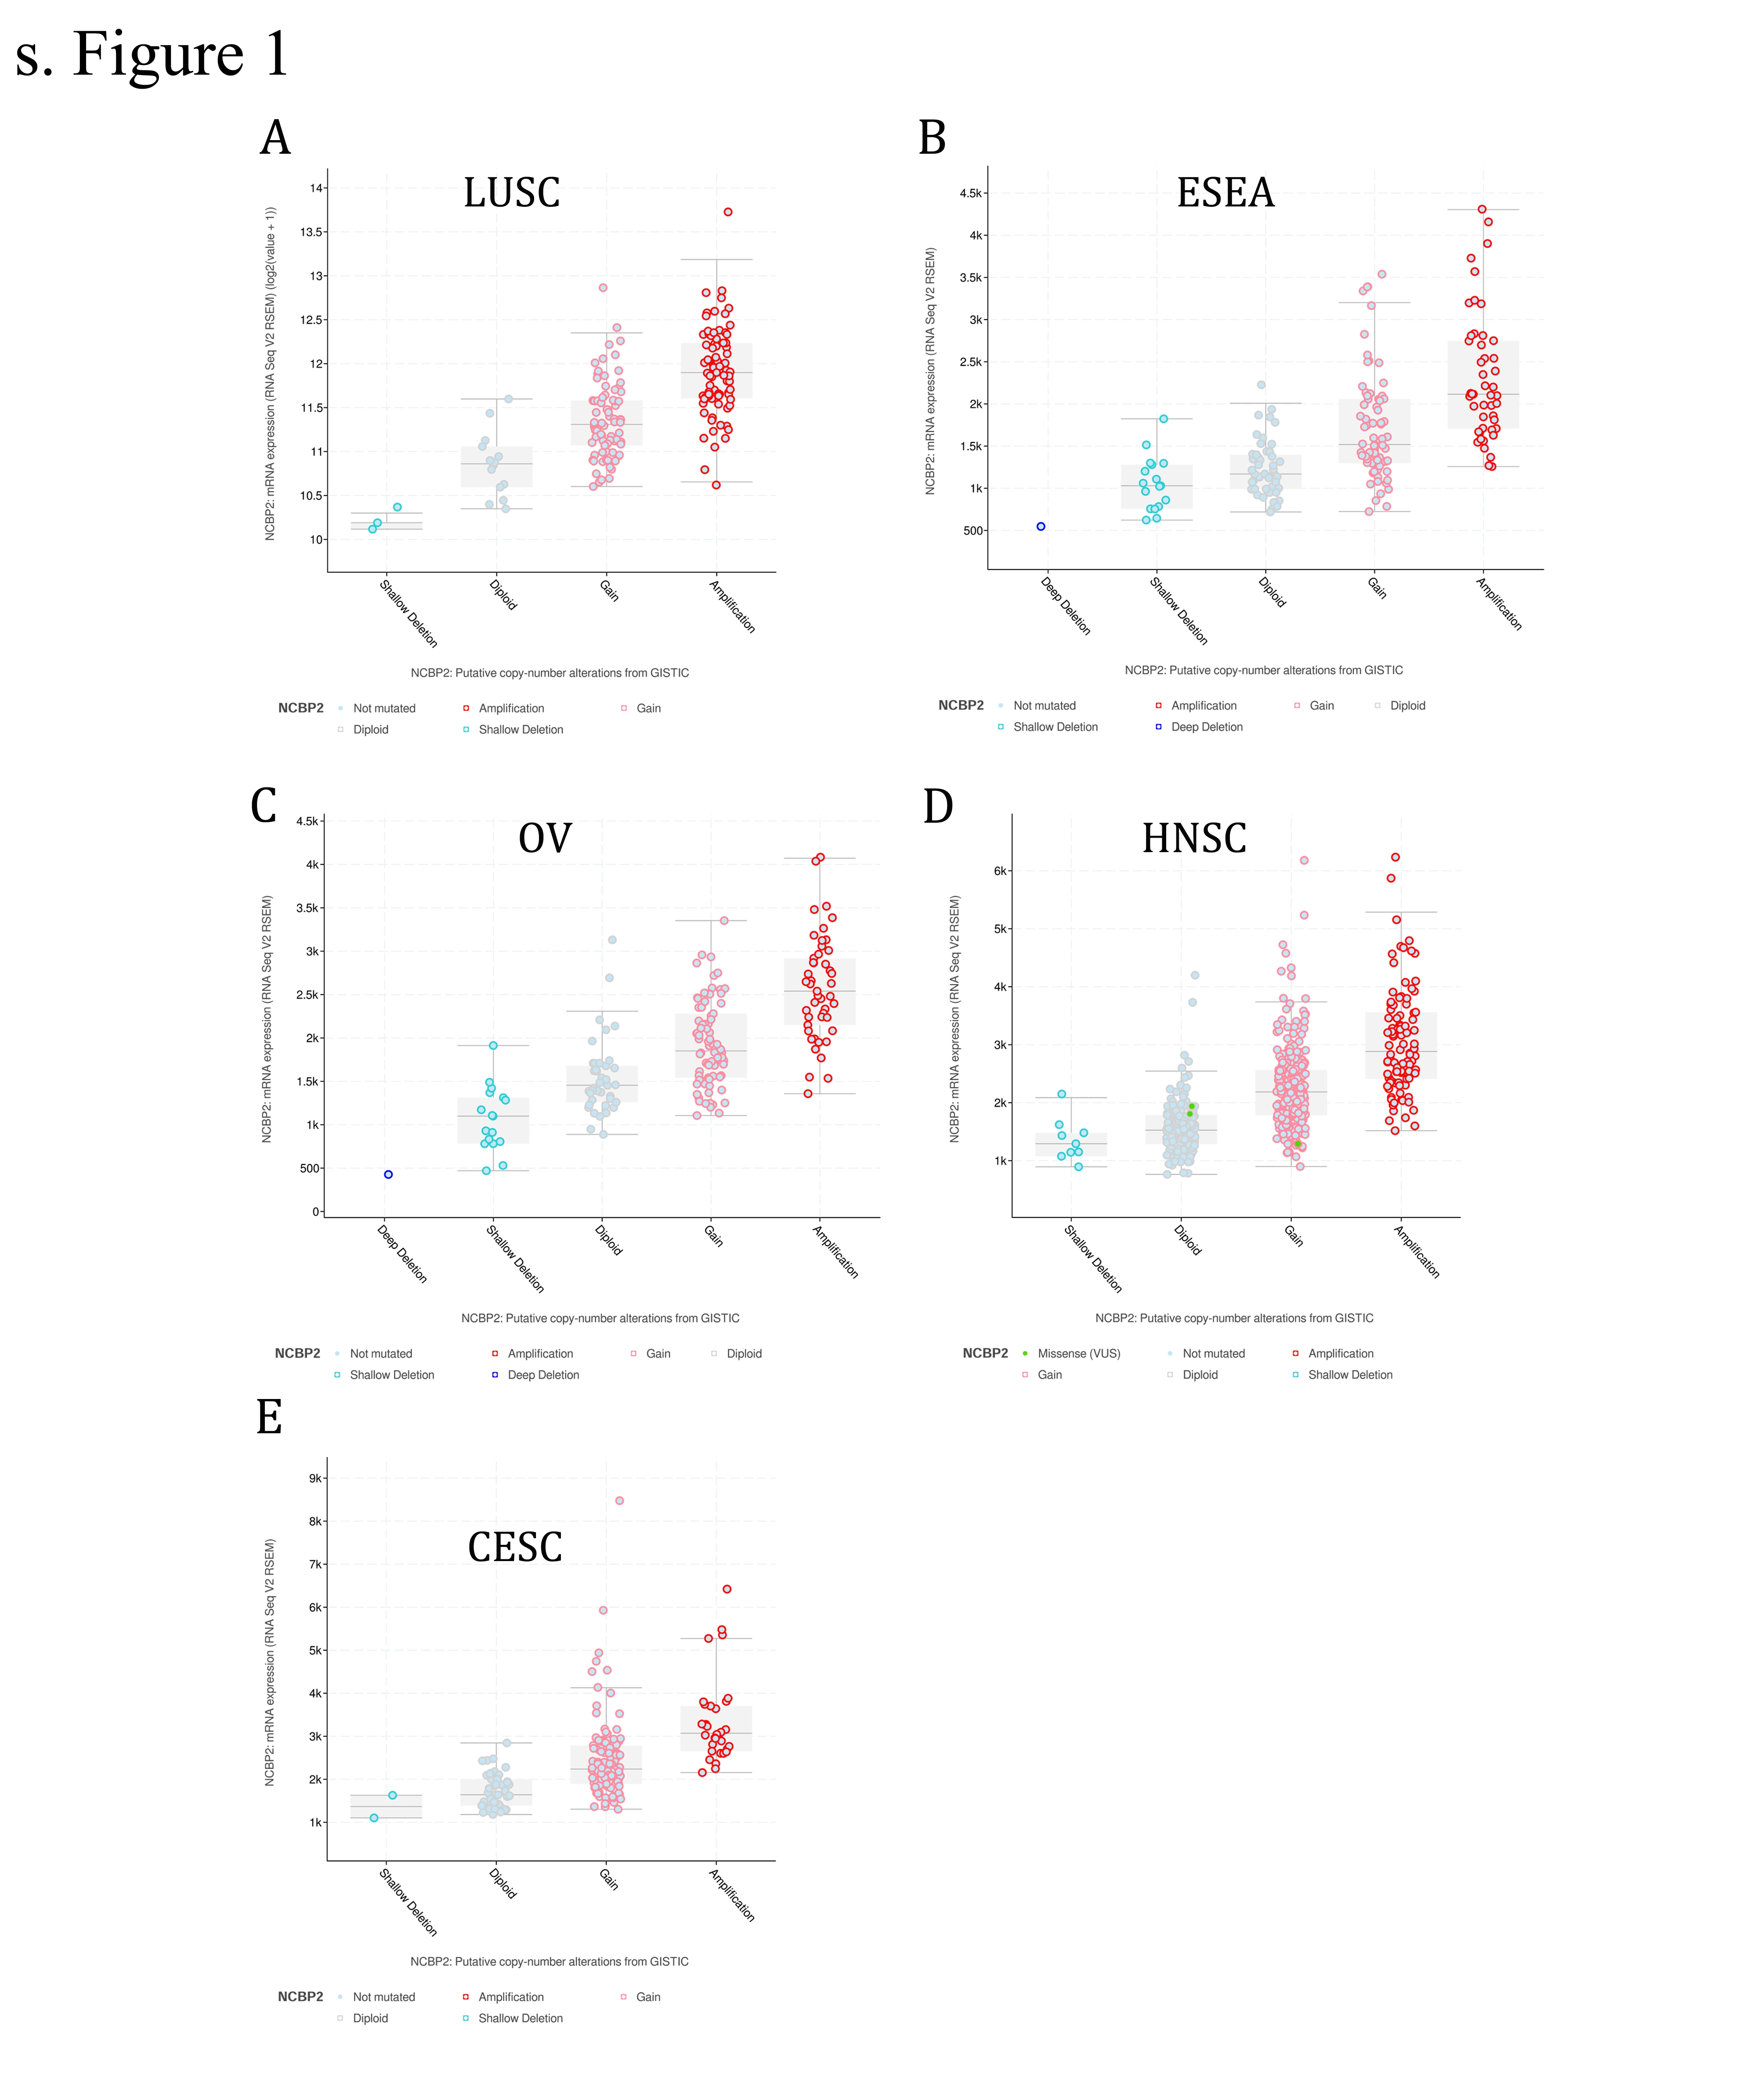 s. Figure 1
A
LUSC
NCBP2: mRNA expression (RNA Seq V2 RSEM) (log2(value + 1))
14
13.5
13
12.5
12
11.5
11
10.5
10
Shallow Deletion
Diploid
Gain
Amplification
NCBP2: Putative copy-number alterations from GISTIC
NCBP2 Not mutated Amplification Gain
Diploid Shallow Deletion
B
ESEA
NCBP2: mRNA expression (RNA Seq V2 RSEM)
4.5k
4k
3.5k
3k
2.5k
2k
1.5k
1k
500
Deep Deletion
Shallow Deletion
Diploid
Gain
Amplification
NCBP2: Putative copy-number alterations from GISTIC
NCBP2 Not mutated Amplification Gain Diploid
Shallow Deletion Deep Deletion
C
OV
NCBP2: mRNA expression (RNA Seq V2 RSEM)
4.5k
4k
3.5k
3k
2.5k
2k
1.5k
1k
500
0
Deep Deletion
Shallow Deletion
Diploid
Gain
Amplification
NCBP2: Putative copy-number alterations from GISTIC
NCBP2 Not mutated Amplification Gain Diploid
Shallow Deletion Deep Deletion
D
HNSC
NCBP2: mRNA expression (RNA Seq V2 RSEM)
6k
5k
4k
3k
2k
1k
Shallow Deletion
Diploid
Gain
Amplification
NCBP2: Putative copy-number alterations from GISTIC
NCBP2 Missense (VUS) Not mutated Amplification
Gain Diploid Shallow Deletion
E
CESC
NCBP2: mRNA expression (RNA Seq V2 RSEM)
9k
8k
7k
6k
5k
4k
3k
2k
1k
Shallow Deletion
Diploid
Gain
Amplification
NCBP2: Putative copy-number alterations from GISTIC
NCBP2 Not mutated Amplification Gain
Diploid Shallow Deletion